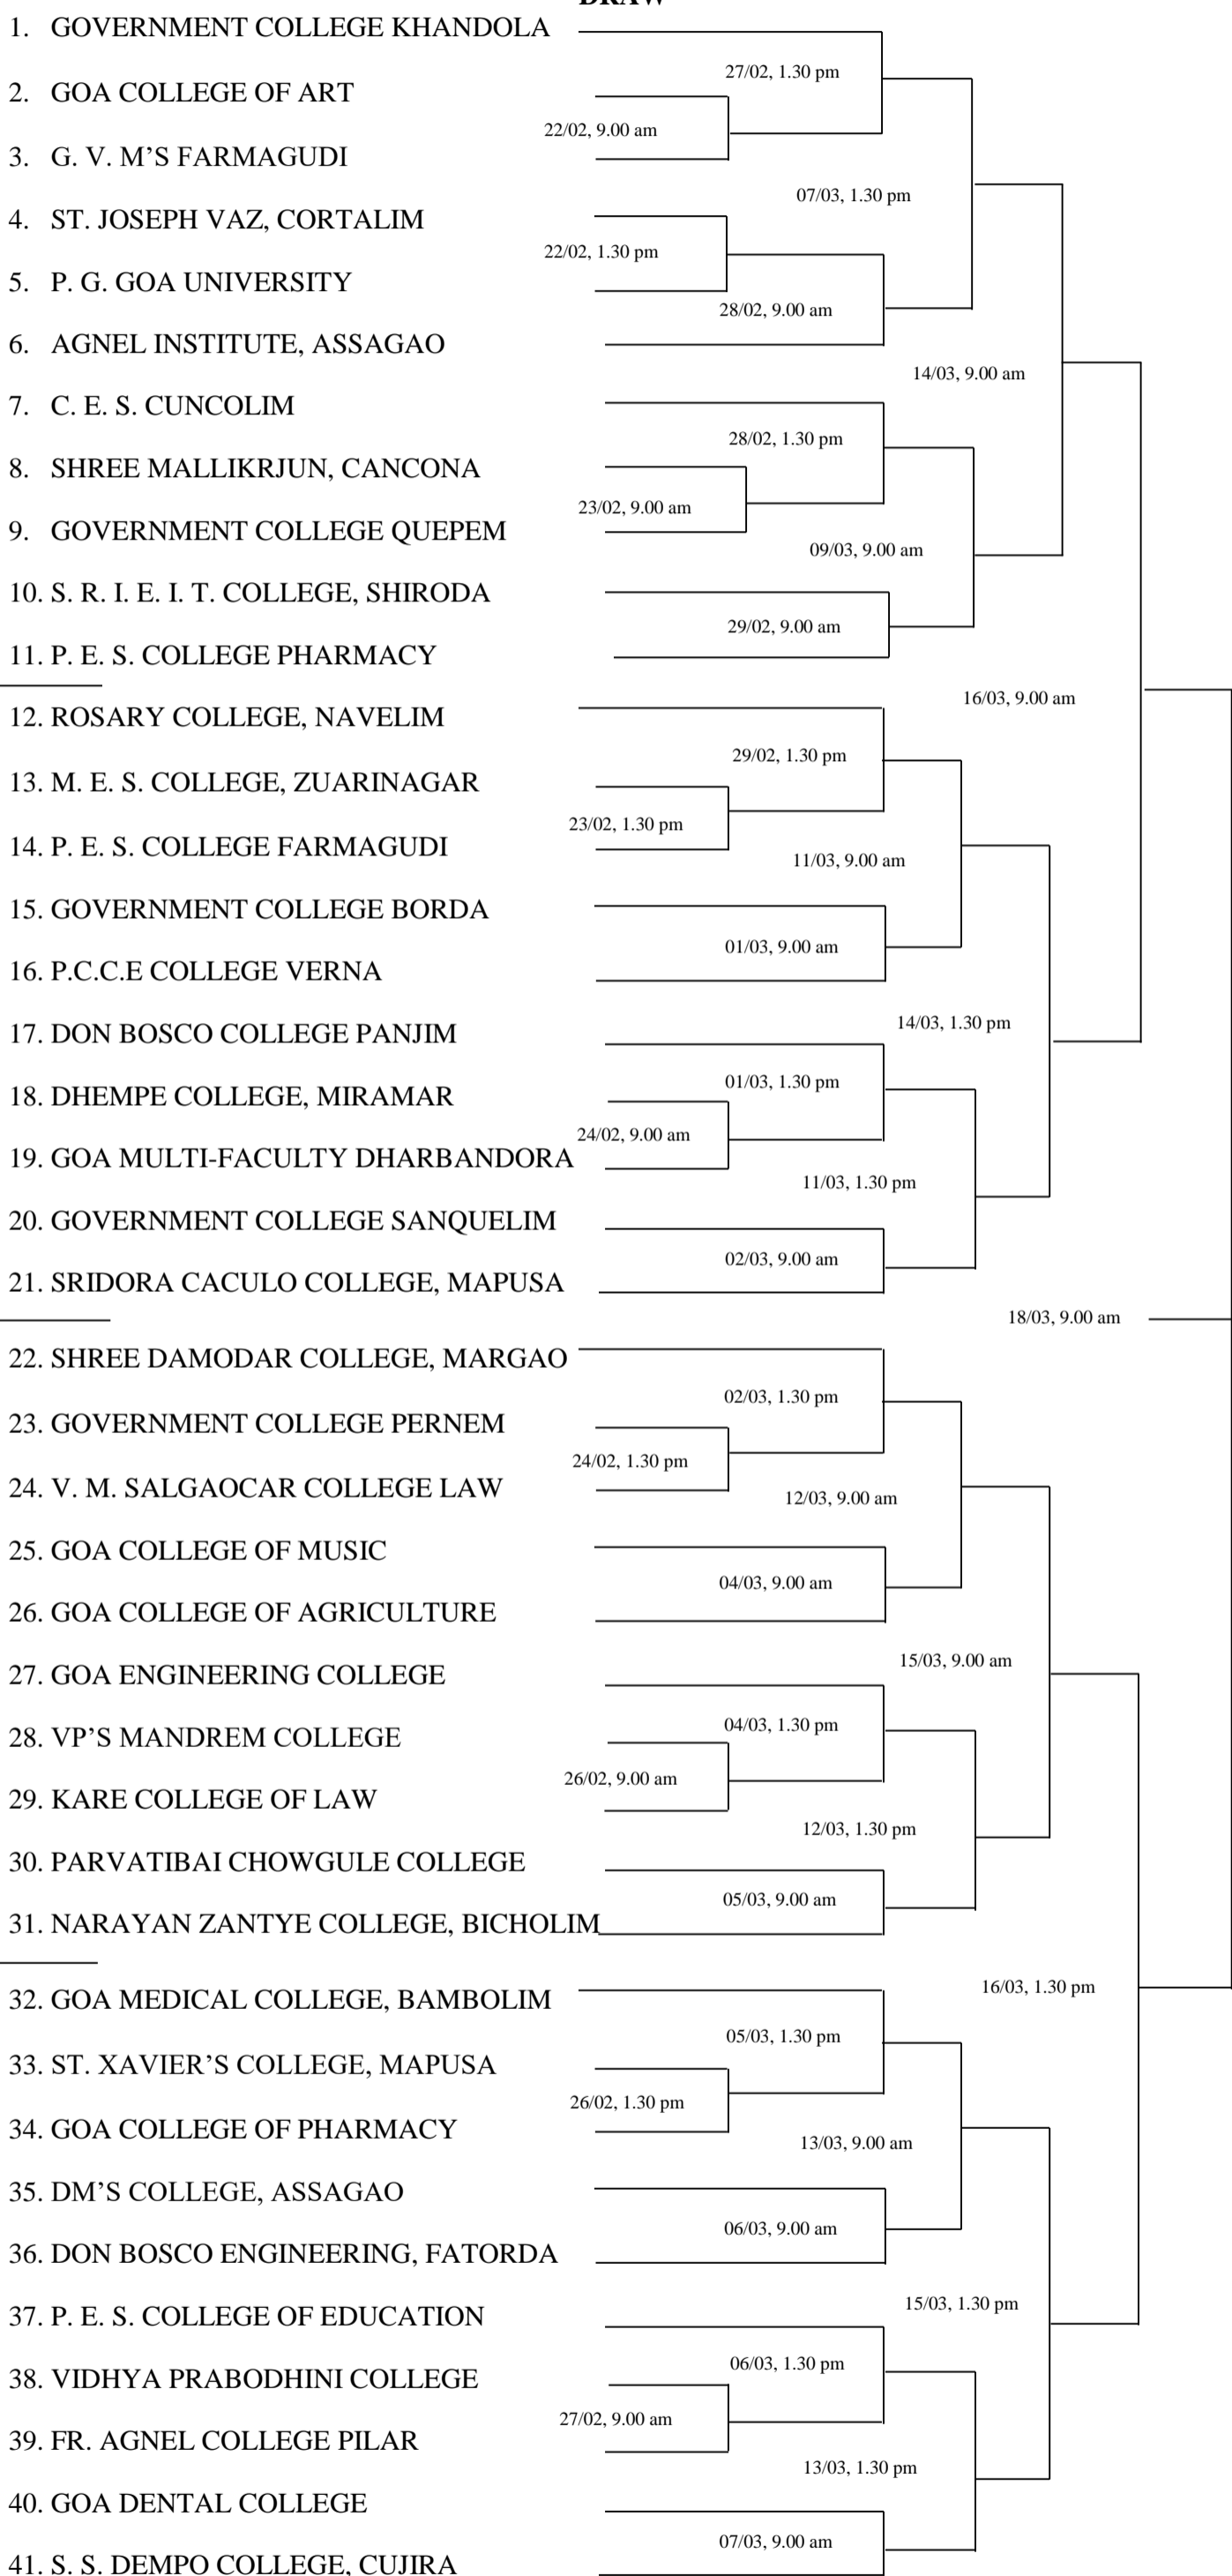 DRAW
1. GOVERNMENT COLLEGE KHANDOLA
27/02, 1.30 pm
2. GOA COLLEGE OF ART
22/02, 9.00 am
3. G. V. M’S FARMAGUDI
07/03, 1.30 pm
4. ST. JOSEPH VAZ, CORTALIM
22/02, 1.30 pm
5. P. G. GOA UNIVERSITY
28/02, 9.00 am
6. AGNEL INSTITUTE, ASSAGAO
14/03, 9.00 am
7. C. E. S. CUNCOLIM
28/02, 1.30 pm
8. SHREE MALLIKRJUN, CANCONA
23/02, 9.00 am
9. GOVERNMENT COLLEGE QUEPEM
09/03, 9.00 am
10. S. R. I. E. I. T. COLLEGE, SHIRODA
29/02, 9.00 am
11. P. E. S. COLLEGE PHARMACY
16/03, 9.00 am
12. ROSARY COLLEGE, NAVELIM
29/02, 1.30 pm
13. M. E. S. COLLEGE, ZUARINAGAR
23/02, 1.30 pm
14. P. E. S. COLLEGE FARMAGUDI
11/03, 9.00 am
15. GOVERNMENT COLLEGE BORDA
01/03, 9.00 am
16. P.C.C.E COLLEGE VERNA
14/03, 1.30 pm
17. DON BOSCO COLLEGE PANJIM
01/03, 1.30 pm
18. DHEMPE COLLEGE, MIRAMAR
24/02, 9.00 am
19. GOA MULTI-FACULTY DHARBANDORA
11/03, 1.30 pm
20. GOVERNMENT COLLEGE SANQUELIM
02/03, 9.00 am
21. SRIDORA CACULO COLLEGE, MAPUSA
18/03, 9.00 am
22. SHREE DAMODAR COLLEGE, MARGAO
02/03, 1.30 pm
23. GOVERNMENT COLLEGE PERNEM
24/02, 1.30 pm
24. V. M. SALGAOCAR COLLEGE LAW
12/03, 9.00 am
25. GOA COLLEGE OF MUSIC
04/03, 9.00 am
26. GOA COLLEGE OF AGRICULTURE
15/03, 9.00 am
27. GOA ENGINEERING COLLEGE
04/03, 1.30 pm
28. VP’S MANDREM COLLEGE
26/02, 9.00 am
29. KARE COLLEGE OF LAW
12/03, 1.30 pm
30. PARVATIBAI CHOWGULE COLLEGE
05/03, 9.00 am
31. NARAYAN ZANTYE COLLEGE, BICHOLIM
16/03, 1.30 pm
32. GOA MEDICAL COLLEGE, BAMBOLIM
05/03, 1.30 pm
33. ST. XAVIER’S COLLEGE, MAPUSA
26/02, 1.30 pm
34. GOA COLLEGE OF PHARMACY
13/03, 9.00 am
35. DM’S COLLEGE, ASSAGAO
06/03, 9.00 am
36. DON BOSCO ENGINEERING, FATORDA
15/03, 1.30 pm
37. P. E. S. COLLEGE OF EDUCATION
06/03, 1.30 pm
38. VIDHYA PRABODHINI COLLEGE
27/02, 9.00 am
39. FR. AGNEL COLLEGE PILAR
13/03, 1.30 pm
40. GOA DENTAL COLLEGE
07/03, 9.00 am
41. S. S. DEMPO COLLEGE, CUJIRA